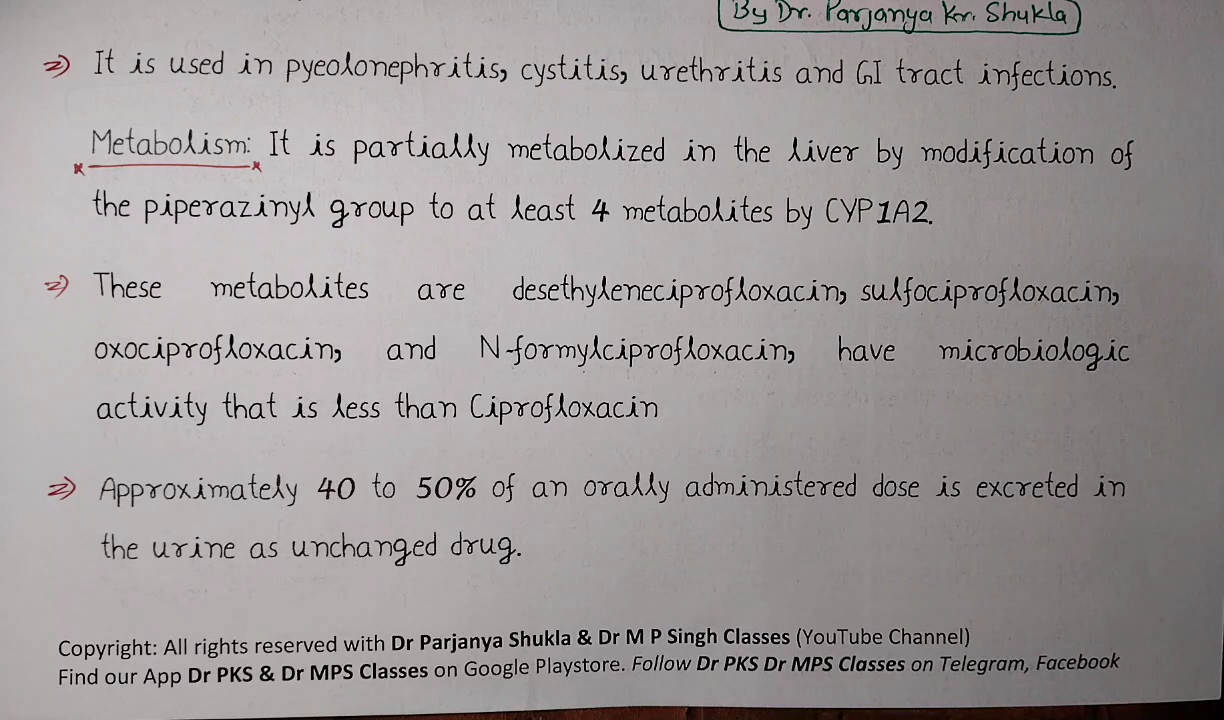 By Dr. Parjanya Kr. Shukla
It is used in pyeolonephritis, cystitis, urethritis and GI tract infections.
Metabolism: It is partially metabolized in the liver by modification of
the piperazinyl group to at least 4 metabolites by CYP1A2.
These metabolites are desethyleneciprofloxacin, sulfociprofloxacin,
oxociprofloxacin, and N-formylciprofloxacin, have microbiologic
activity that is less than Ciprofloxacin
Approximately 40 to 50% of an orally administered dose is excreted in
the urine as unchanged drug.
Copyright: All rights reserved with Dr Parjanya Shukla & Dr M P Singh Classes (YouTube Channel)
Find our App Dr PKS & Dr MPS Classes on Google Playstore. Follow Dr PKS Dr MPS Classes on Telegram, Facebook